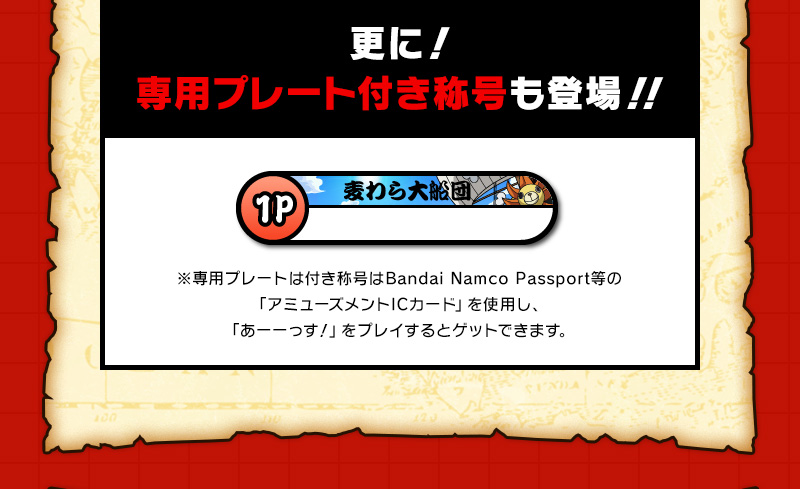 更に!
専用プレート付き称号も登場!!
1P
麦わら大船団
※専用プレートは付き称号はBandai Namco Passport等の
「アミューズメントICカード」を使用し、
「あーーっす!」をプレイするとゲットできます。